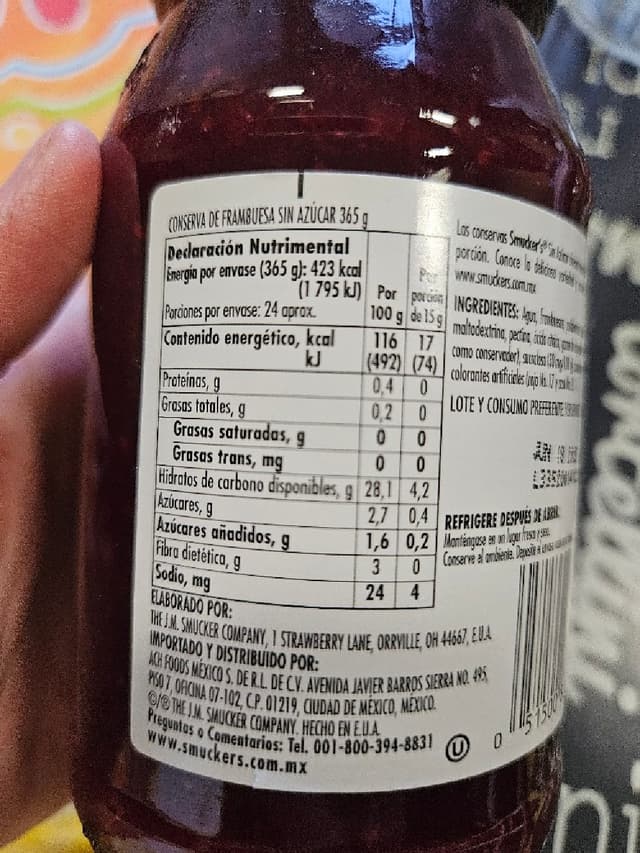 CONSERVA DE FRAMBUESA SIN AZÚCAR 365 g
Declaración Nutrimental
Energía por envase (365 g): 423 kcal
(1 795 kJ)
Porciones por envase: 24 aprox.
Por 100 g
Por porción de 15 g
Contenido energético, kcal 116 17
kJ (492) (74)
Proteínas, g 0,4 0
Grasas totales, g 0,2 0
Grasas saturadas, g 0 0
Grasas trans, mg 0 0
Hidratos de carbono disponibles, g 28,1 4,2
Azúcares, g 2,7 0,4
Azúcares añadidos, g 1,6 0,2
Fibra dietética, g 3 0
Sodio, mg 24 4
ELABORADO POR:
THE J.M. SMUCKER COMPANY, 1 STRAWBERRY LANE, ORRVILLE, OH 44667, E.U.A.
IMPORTADO Y DISTRIBUIDO POR:
ACH FOODS MÉXICO S. DE R.L. DE C.V. AVENIDA JAVIER BARROS SIERRA NO. 495,
PISO 7, OFICINA 07-102, C.P. 01219, CIUDAD DE MÉXICO, MÉXICO.
©/® THE J.M. SMUCKER COMPANY. HECHO EN E.U.A.
Preguntas o Comentarios: Tel. 001-800-394-8831
www.smuckers.com.mx
Las conservas Smucker's®
porción. Conoce la deliciosa
www.smuckers.com.mx
INGREDIENTES: Agua,
maltodextrina, pectina, ácido cítrico,
como conservador), sucralosa
colorantes artificiales
LOTE Y CONSUMO PREFERENTE
REFRIGERE DESPUÉS DE ABRIR.
Manténgase en un lugar fresco y seco.
Conserve el ambiente.
U
0 51500